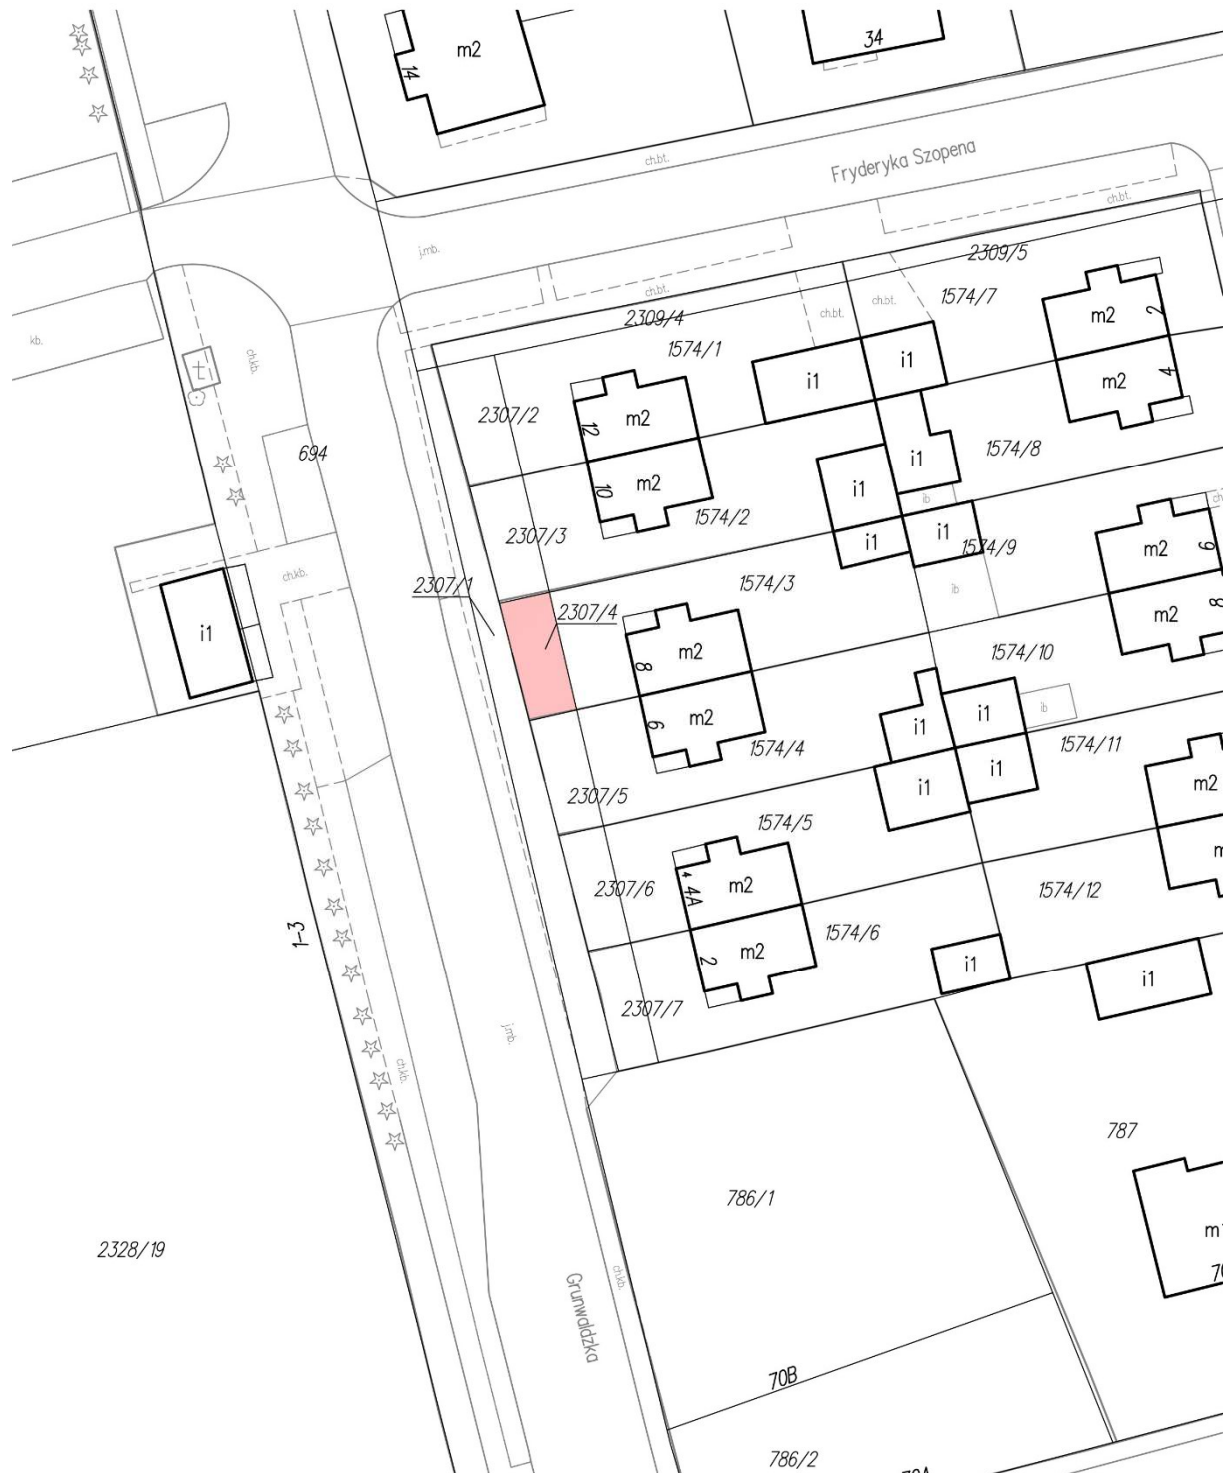 m2
14
34
ch.bt.
Fryderyka Szopena
ch.bt.
j.mb.
2309/5
ch.bt.
ch.bt.
1574/7
2309/4
ch.bt.
m2
2
kb.
ch.kb.
t
1574/1
i1
i1
m2
4
2307/2
12
m2
694
1574/8
i1
10
m2
i1
ib
ch
1574/2
2307/3
i1
i1
1574/9
m2
6
ch.kb.
2307/1
1574/3
ib
2307/4
8
m2
i1
8
m2
1574/10
6
m2
i1
i1
ib
1574/4
1574/11
i1
m2
2307/5
i1
1574/5
m
2307/6
4A
m2
1574/12
1-3
1574/6
2
m2
i1
i1
2307/7
j.mb.
ch.kb.
787
786/1
m
2328/19
70
Grunwaldzka
ch.kb.
70B
786/2